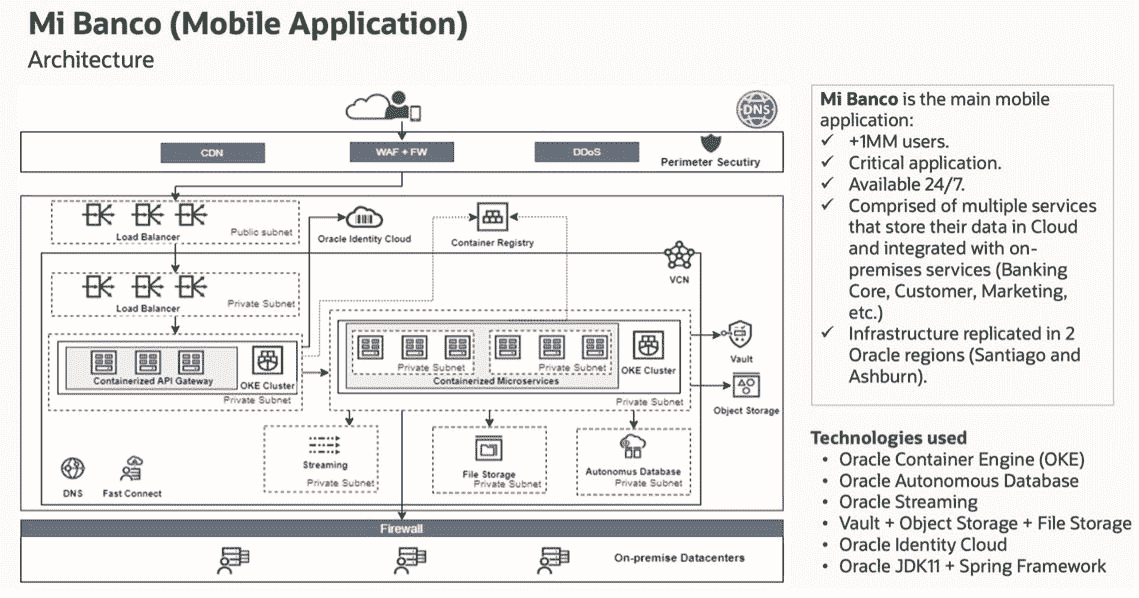 Mi Banco (Mobile Application)
Architecture
DNS
CDN
WAF + FW
DDoS
Perimeter Secutiry
Load Balancer
Public subnet
Oracle Identity Cloud
Container Registry
VCN
Load Balancer
Private Subnet
Containerized API Gateway
OKE Cluster
Private Subnet
Private Subnet
Private Subnet
Containerized Microservices
OKE Cluster
Private Subnet
Vault
Object Storage
Streaming
Private Subnet
File Storage
Private Subnet
Autonomus Database
Private Subnet
DNS
Fast Connect
Firewall
On-premise Datacenters
Mi Banco is the main mobile
application:
✓ +1MM users.
✓ Critical application.
✓ Available 24/7.
✓ Comprised of multiple services
that store their data in Cloud
and integrated with on-
premises services (Banking
Core, Customer, Marketing,
etc.)
✓ Infrastructure replicated in 2
Oracle regions (Santiago and
Ashburn).
Technologies used
• Oracle Container Engine (OKE)
• Oracle Autonomous Database
• Oracle Streaming
• Vault + Object Storage + File Storage
• Oracle Identity Cloud
• Oracle JDK11 + Spring Framework